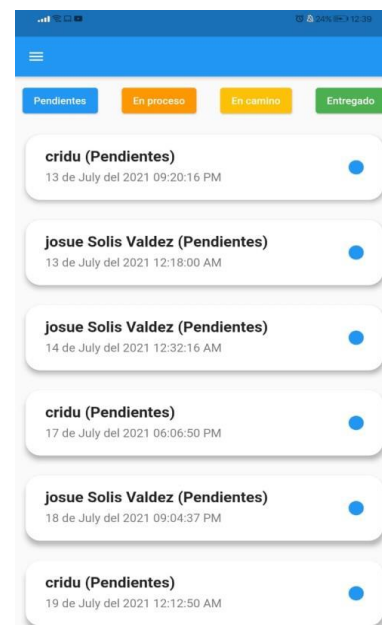 24% 12:39
Pendientes En proceso En camino Entregado
cridu (Pendientes)
13 de July del 2021 09:20:16 PM
josue Solis Valdez (Pendientes)
13 de July del 2021 12:18:00 AM
josue Solis Valdez (Pendientes)
14 de July del 2021 12:32:16 AM
cridu (Pendientes)
17 de July del 2021 06:06:50 PM
josue Solis Valdez (Pendientes)
18 de July del 2021 09:04:37 PM
cridu (Pendientes)
19 de July del 2021 12:12:50 AM